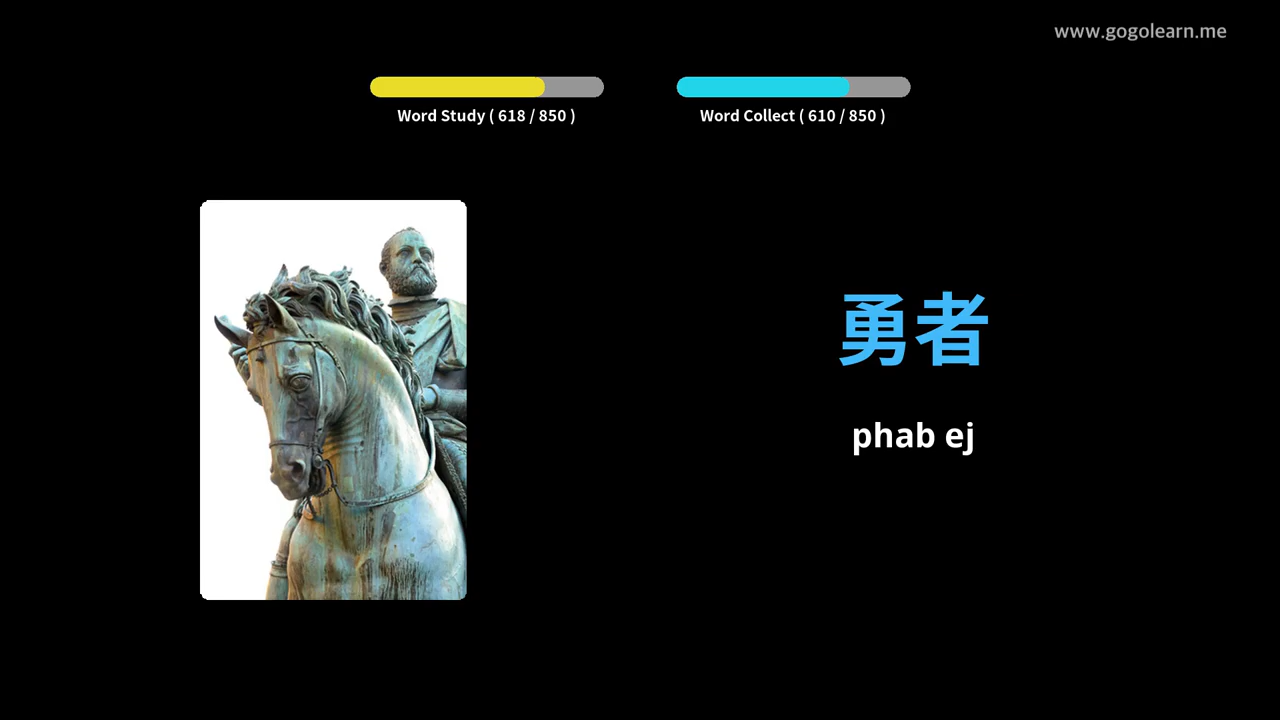 www.gogolearn.me
Word Study ( 618 / 850 )
Word Collect ( 610 / 850 )
勇者
phab ej